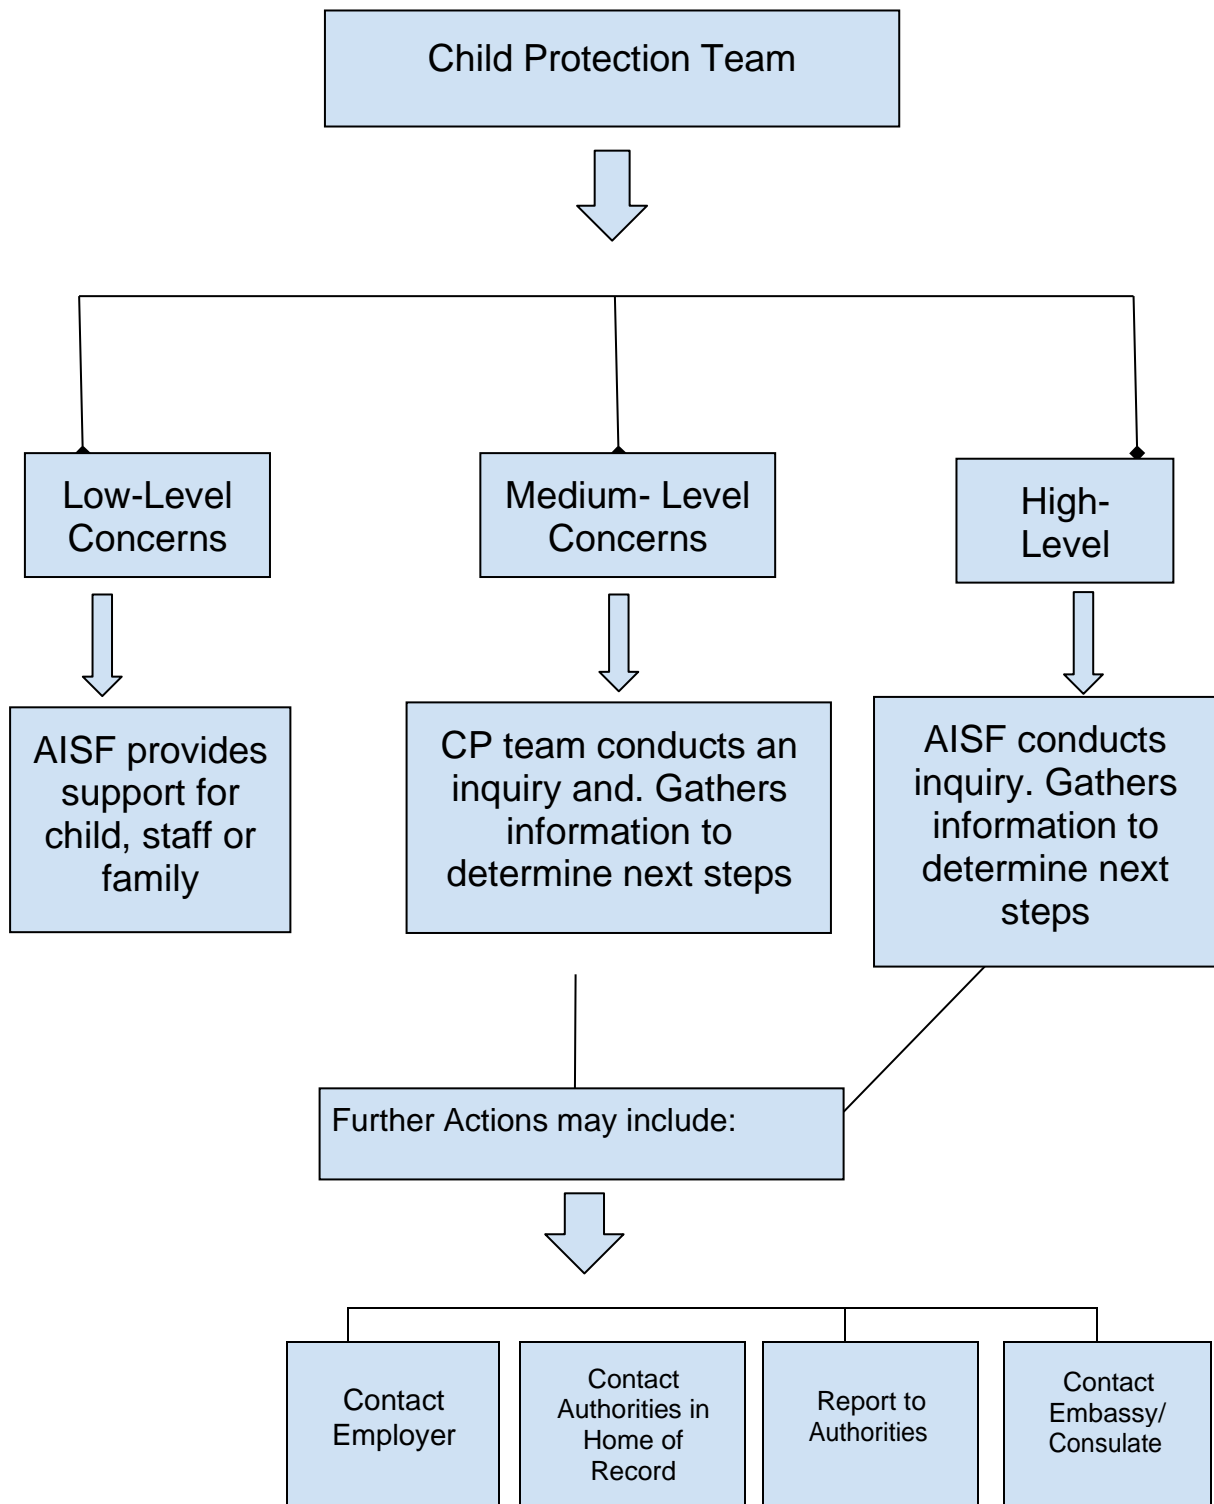 Child Protection Team
Low-Level
Concerns
Medium- Level
Concerns
High-
Level
AISF provides
support for
child, staff or
family
CP team conducts an
inquiry and. Gathers
information to
determine next steps
AISF conducts
inquiry. Gathers
information to
determine next
steps
Further Actions may include:
Contact
Employer
Contact
Authorities in
Home of
Record
Report to
Authorities
Contact
Embassy/
Consulate